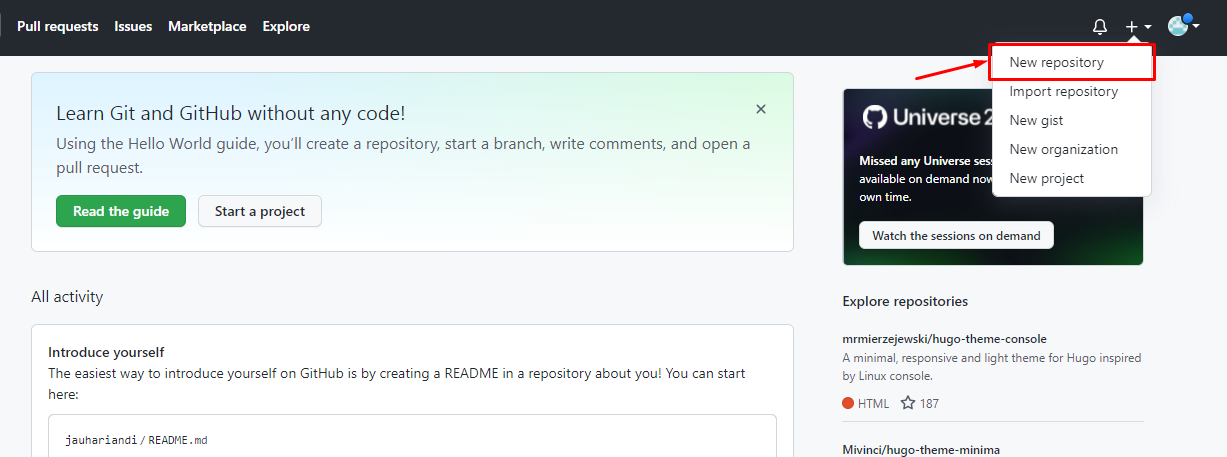 Pull requests Issues Marketplace Explore
New repository
Import repository
New gist
New organization
New project
Learn Git and GitHub without any code!
Using the Hello World guide, you’ll create a repository, start a branch, write comments, and open a
pull request.
Read the guide Start a project
Universe
Missed any Universe
available on demand
own time.
Watch the sessions on demand
All activity
Introduce yourself
The easiest way to introduce yourself on GitHub is by creating a README in a repository about you! You can start
here:
jauhariandi/README.md
Explore repositories
mrmierzejewski/hugo-theme-console
A minimal, responsive and light theme for Hugo inspired
by Linux console.
HTML 187
Mivinci/hugo-theme-minima